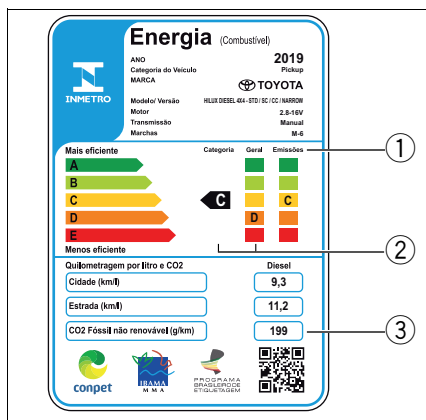 Energia (Combustível)
ANO 2019
Categoria do Veículo Pickup
MARCA TOYOTA
INMETRO
Modelo/ Versão HILUX DIESEL 4X4 - STD / SC / CC / NARROW
Motor 2.8-16V
Transmissão Manual
Marchas M-6
Mais eficiente Categoria Geral Emissões 1
A
B
C C C
D D
E
Menos eficiente 2
Quilometragem por litro e CO2 Diesel
Cidade (km/l) 9,3
Estrada (km/l) 11,2
CO2 Fóssil não renovável (g/km) 199 3
conpet
IBAMA
MMA
PROGRAMA
BRASILEIRO DE
ETIQUETAGEM